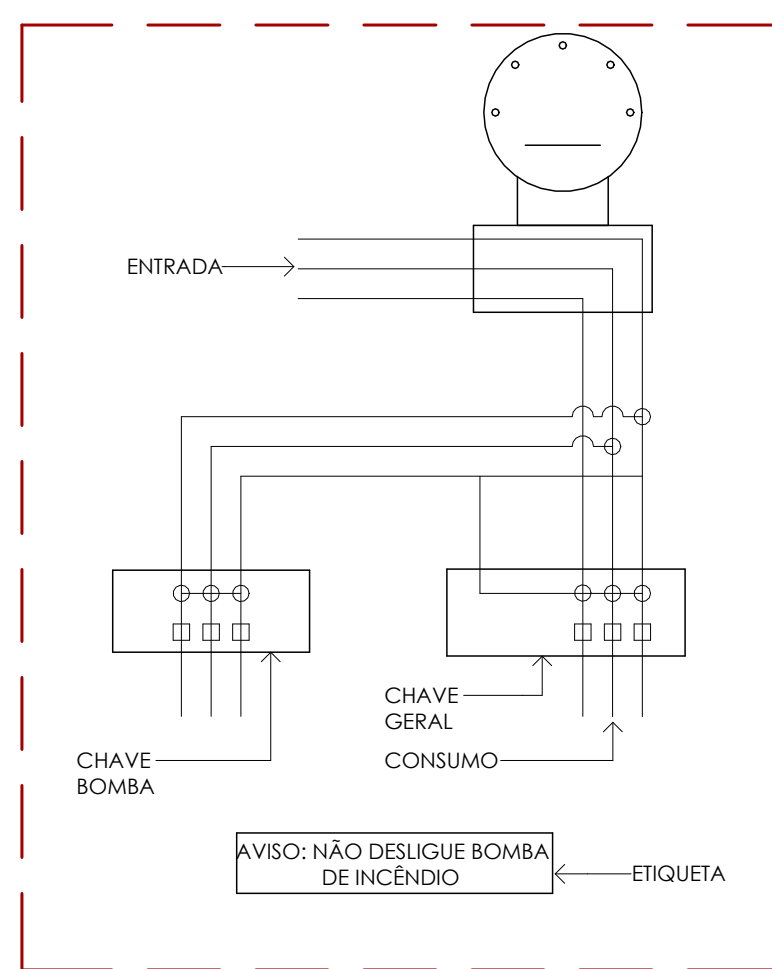 ENTRADA
CHAVE
GERAL
CHAVE
BOMBA
CONSUMO
AVISO: NÃO DESLIGUE BOMBA
DE INCÊNDIO
ETIQUETA